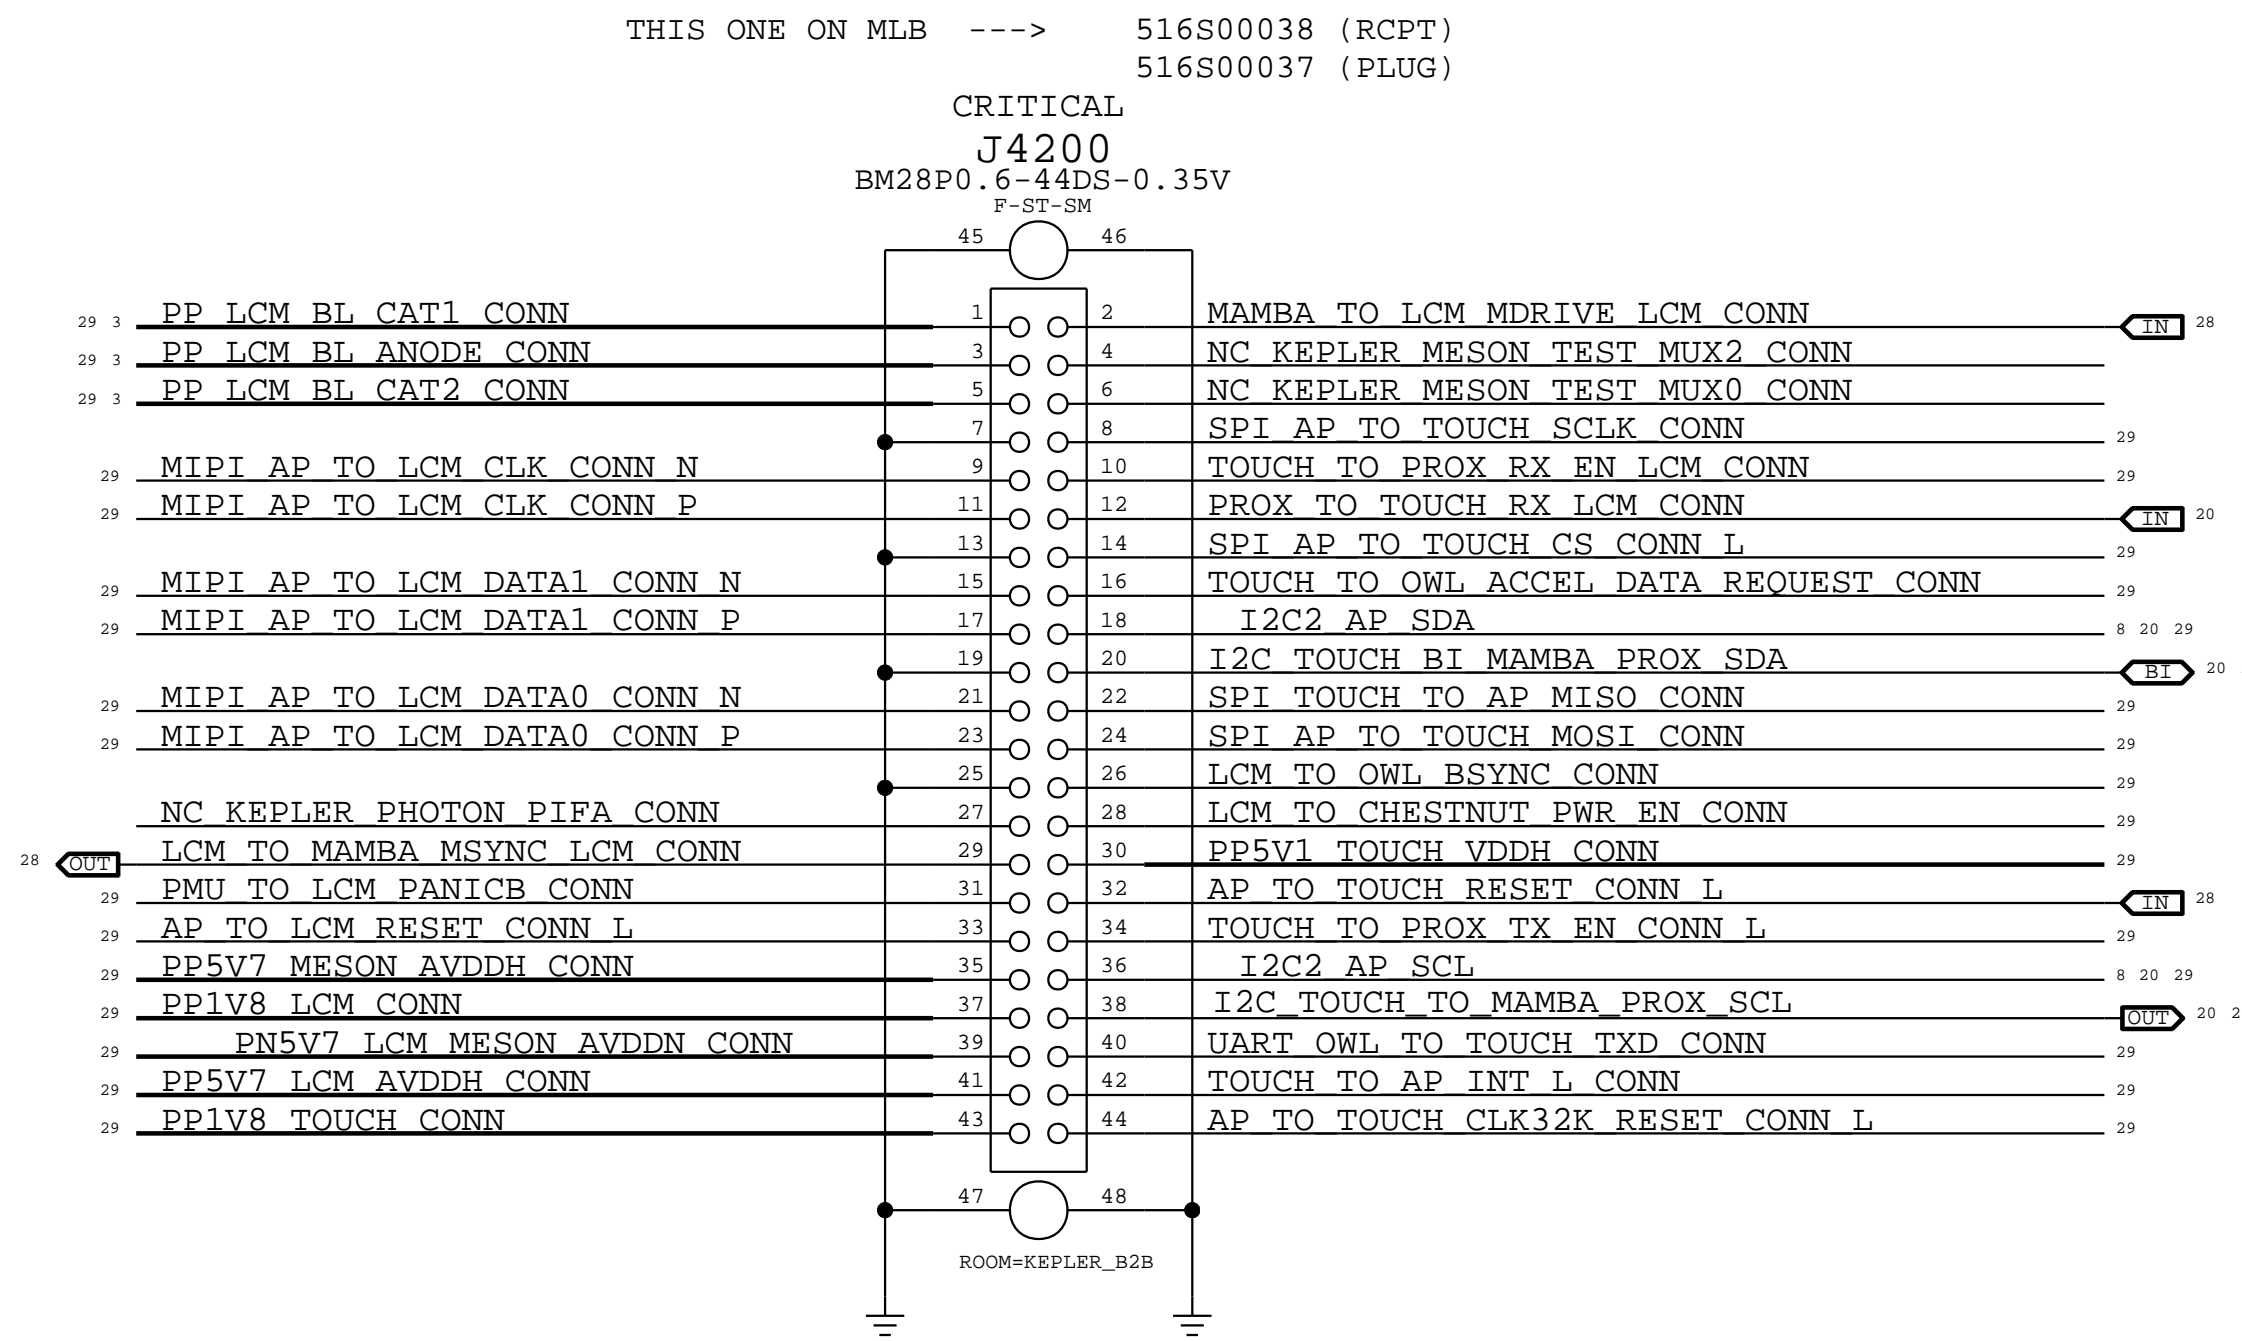 THIS ONE ON MLB ---> 516S00038 (RCPT)
516S00037 (PLUG)
CRITICAL
J4200
BM28P0.6-44DS-0.35V
F-ST-SM
45 46
29 3 PP_LCM_BL_CAT1_CONN 1 2 MAMBA_TO_LCM_MDRIVE_LCM_CONN IN 28
29 3 PP_LCM_BL_ANODE_CONN 3 4 NC_KEPLER_MESON_TEST_MUX2_CONN
29 3 PP_LCM_BL_CAT2_CONN 5 6 NC_KEPLER_MESON_TEST_MUX0_CONN
7 8 SPI_AP_TO_TOUCH_SCLK_CONN 29
29 MIPI_AP_TO_LCM_CLK_CONN_N 9 10 TOUCH_TO_PROX_RX_EN_LCM_CONN 29
29 MIPI_AP_TO_LCM_CLK_CONN_P 11 12 PROX_TO_TOUCH_RX_LCM_CONN IN 20
13 14 SPI_AP_TO_TOUCH_CS_CONN_L 29
29 MIPI_AP_TO_LCM_DATA1_CONN_N 15 16 TOUCH_TO_OWL_ACCEL_DATA_REQUEST_CONN 29
29 MIPI_AP_TO_LCM_DATA1_CONN_P 17 18 I2C2_AP_SDA 8 20 29
19 20 I2C_TOUCH_BI_MAMBA_PROX_SDA BI 20
29 MIPI_AP_TO_LCM_DATA0_CONN_N 21 22 SPI_TOUCH_TO_AP_MISO_CONN 29
29 MIPI_AP_TO_LCM_DATA0_CONN_P 23 24 SPI_AP_TO_TOUCH_MOSI_CONN 29
25 26 LCM_TO_OWL_BSYNC_CONN 29
NC_KEPLER_PHOTON_PIFA_CONN 27 28 LCM_TO_CHESTNUT_PWR_EN_CONN 29
28 OUT LCM_TO_MAMBA_MSYNC_LCM_CONN 29 30 PP5V1_TOUCH_VDDH_CONN 29
29 PMU_TO_LCM_PANICB_CONN 31 32 AP_TO_TOUCH_RESET_CONN_L IN 28
29 AP_TO_LCM_RESET_CONN_L 33 34 TOUCH_TO_PROX_TX_EN_CONN_L 29
29 PP5V7_MESON_AVDDH_CONN 35 36 I2C2_AP_SCL 8 20 29
29 PP1V8_LCM_CONN 37 38 I2C_TOUCH_TO_MAMBA_PROX_SCL OUT 20 2
29 PN5V7_LCM_MESON_AVDDN_CONN 39 40 UART_OWL_TO_TOUCH_TXD_CONN 29
29 PP5V7_LCM_AVDDH_CONN 41 42 TOUCH_TO_AP_INT_L_CONN 29
29 PP1V8_TOUCH_CONN 43 44 AP_TO_TOUCH_CLK32K_RESET_CONN_L 29
47 48
ROOM=KEPLER_B2B